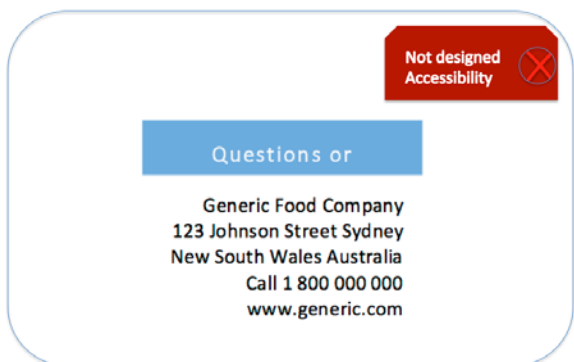 Not designed
Accessibility
Questions or
Generic Food Company
123 Johnson Street Sydney
New South Wales Australia
Call 1 800 000 000
www.generic.com